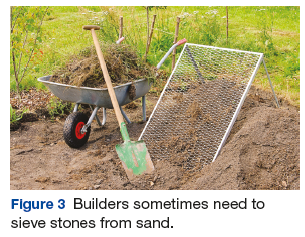 Figure 3 Builders sometimes need to
sieve stones from sand.